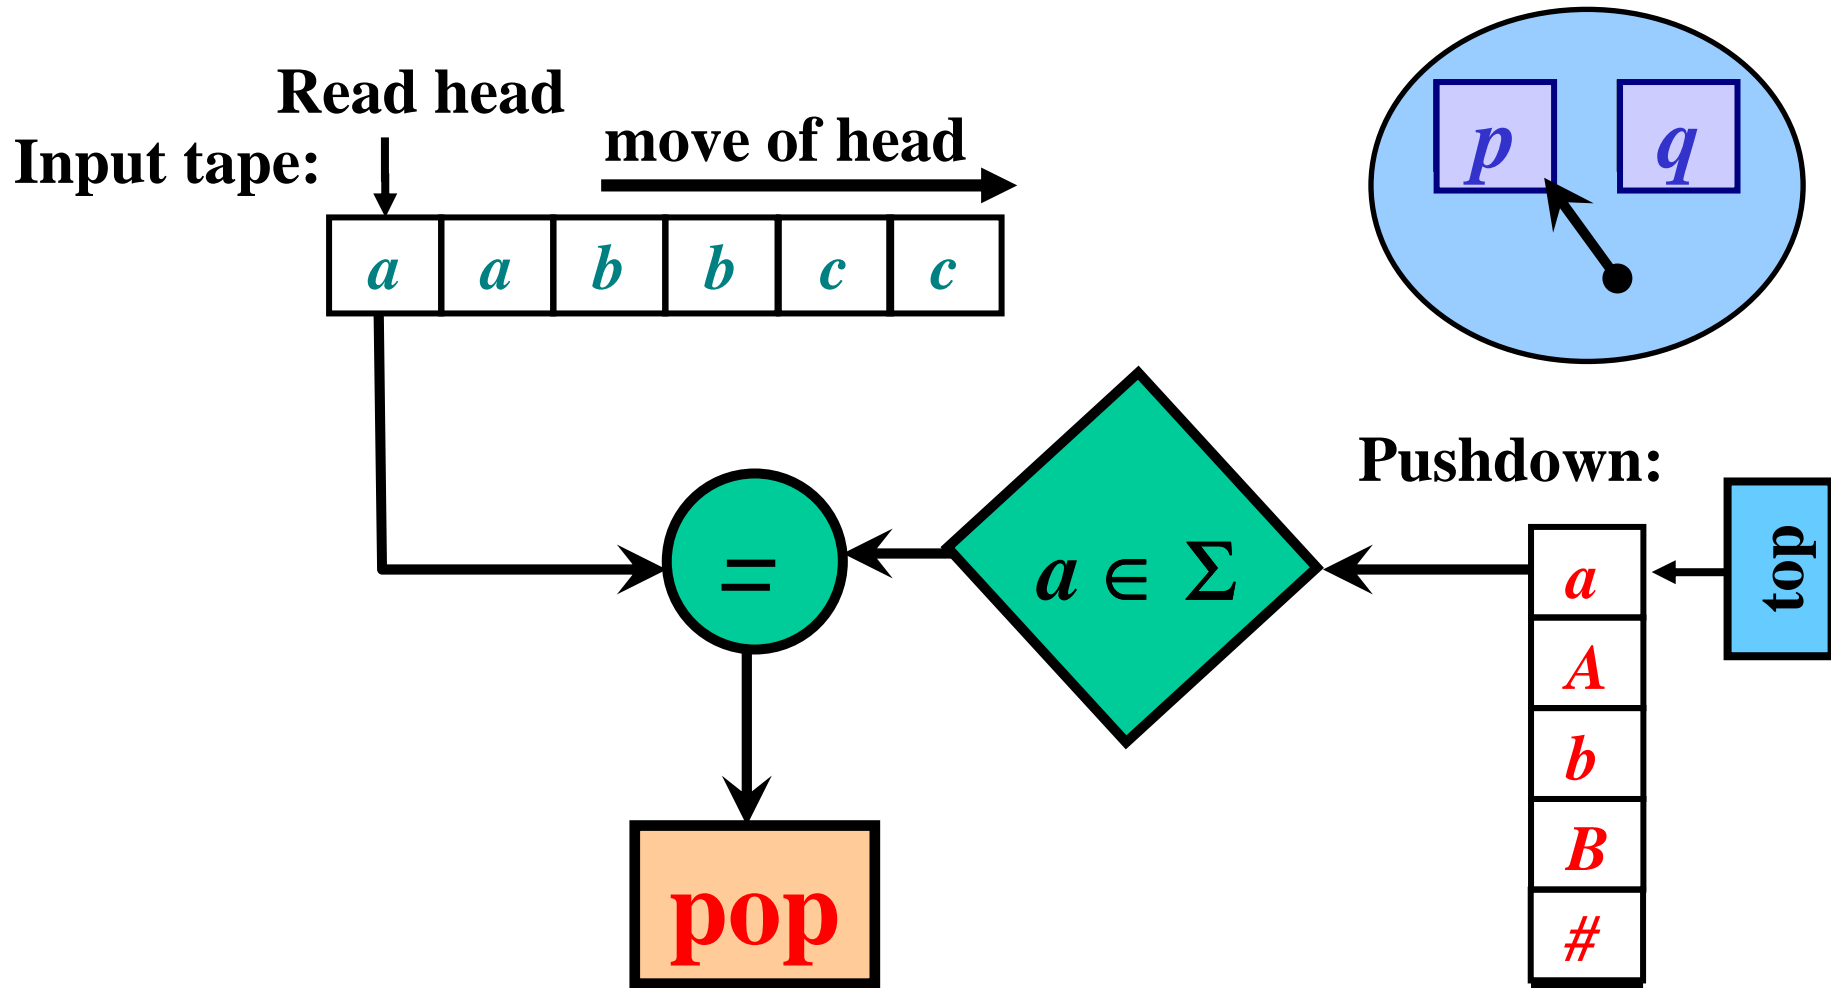 Read head
Input tape:
move of head
p q
a a b b c c
Pushdown:
top
= a ∈ Σ
a
A
b
B
#
pop